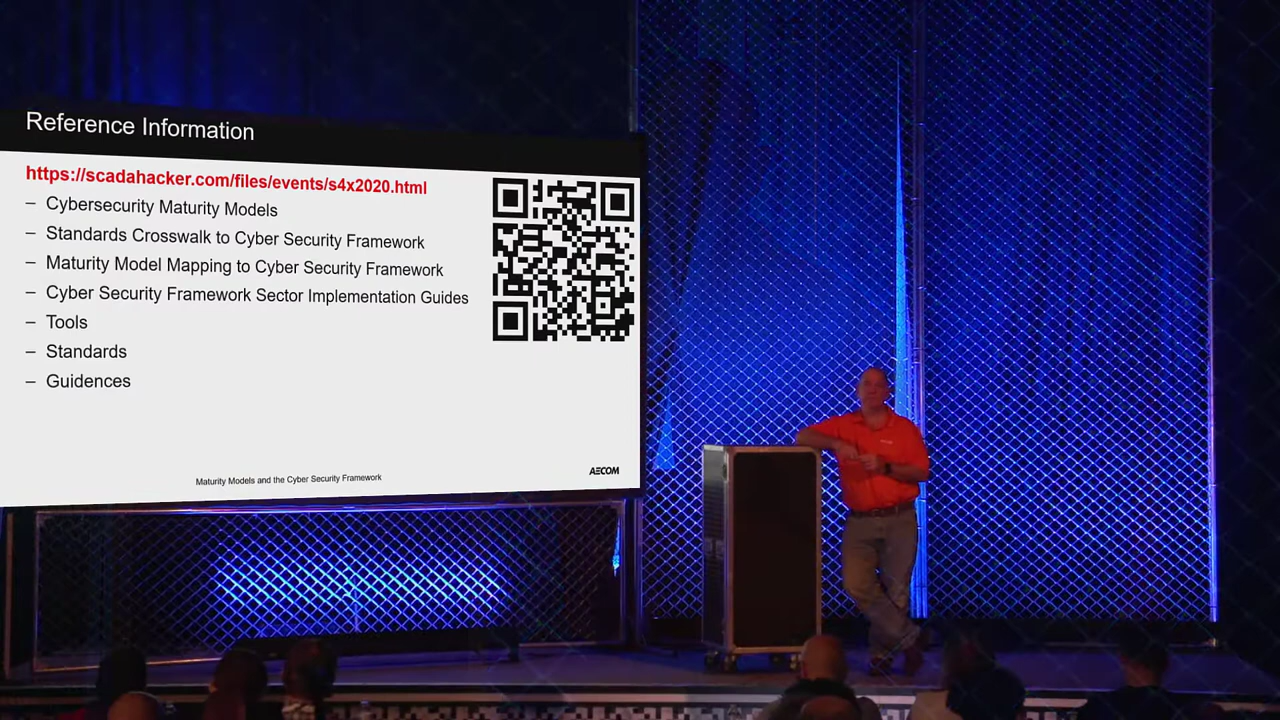 Reference Information
https://scadahacker.com/files/events/s4x2020.html
– Cybersecurity Maturity Models
– Standards Crosswalk to Cyber Security Framework
– Maturity Model Mapping to Cyber Security Framework
– Cyber Security Framework Sector Implementation Guides
– Tools
– Standards
– Guidences
Maturity Models and the Cyber Security Framework
AECOM